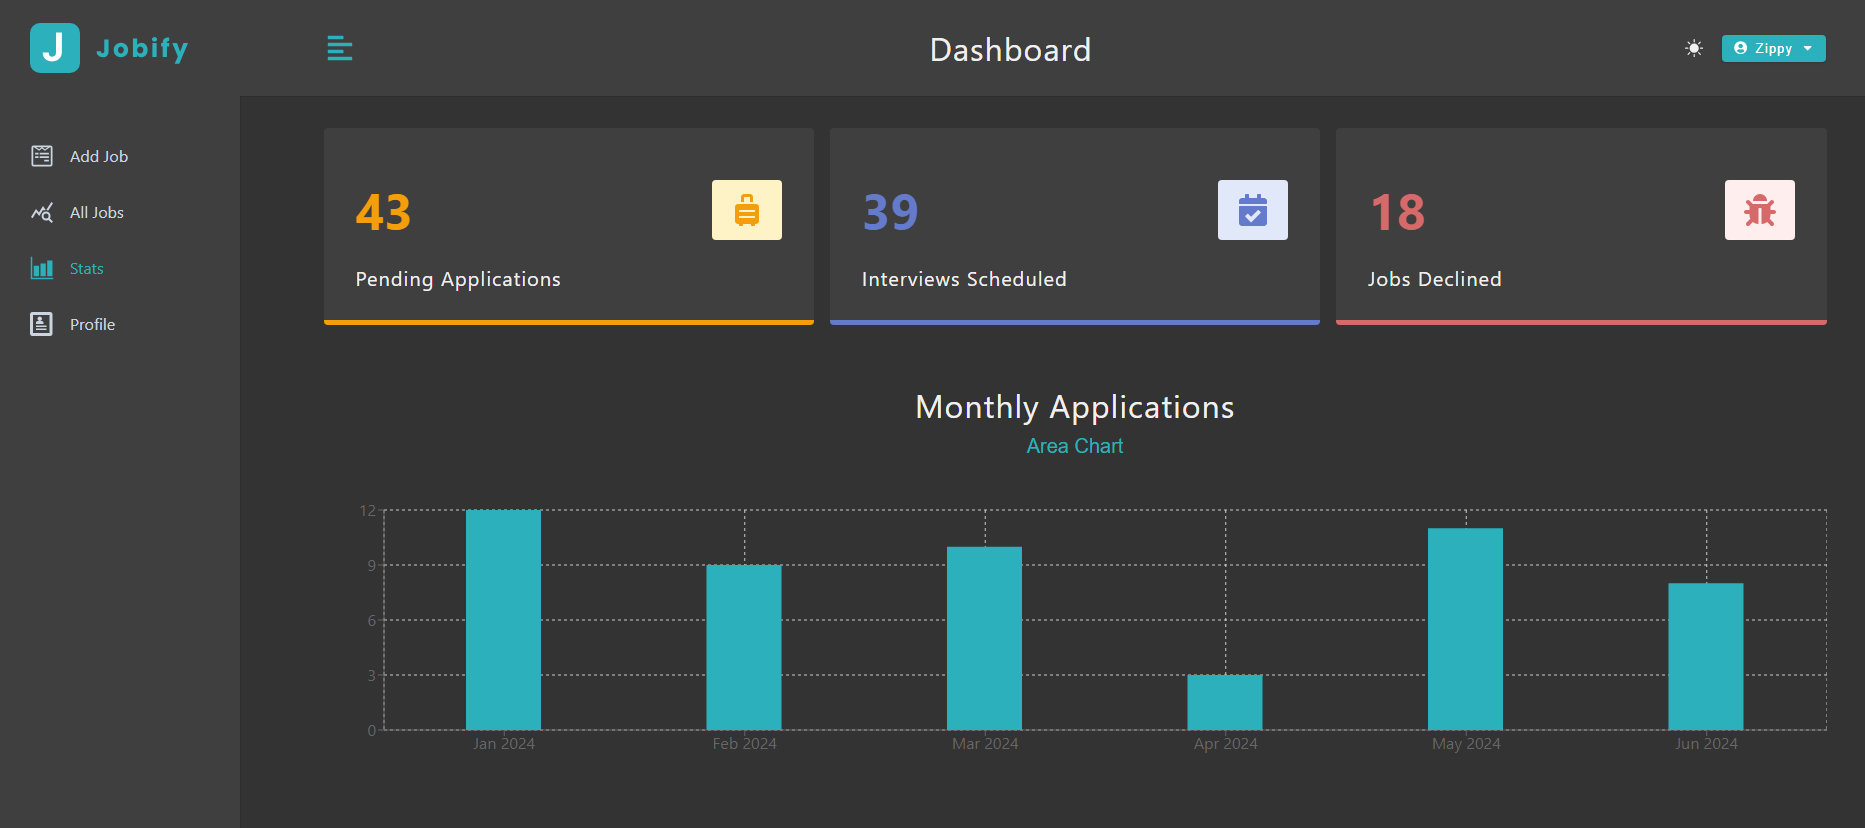 J Jobify
Dashboard
Zippy
Add Job
All Jobs
Stats
Profile
43
Pending Applications
39
Interviews Scheduled
18
Jobs Declined
Monthly Applications
Area Chart
12
9
6
3
0
Jan 2024 Feb 2024 Mar 2024 Apr 2024 May 2024 Jun 2024